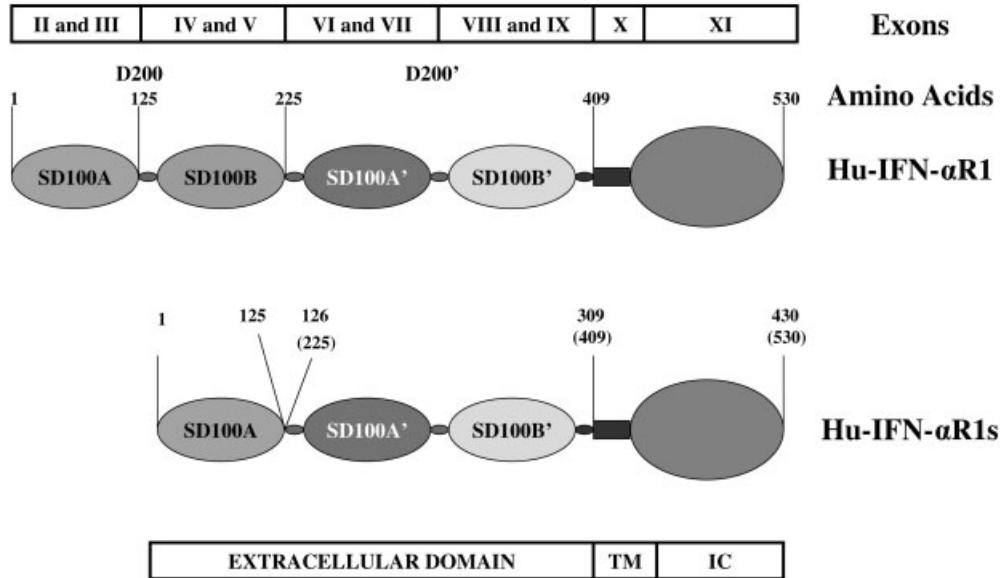 II and III IV and V VI and VII VIII and IX X XI Exons
D200 D200’
1 125 225 409 530 Amino Acids
SD100A SD100B SD100A’ SD100B’ Hu-IFN-αR1
1 125 126 309 430
(225) (409) (530)
SD100A SD100A’ SD100B’ Hu-IFN-αR1s
EXTRACELLULAR DOMAIN TM IC